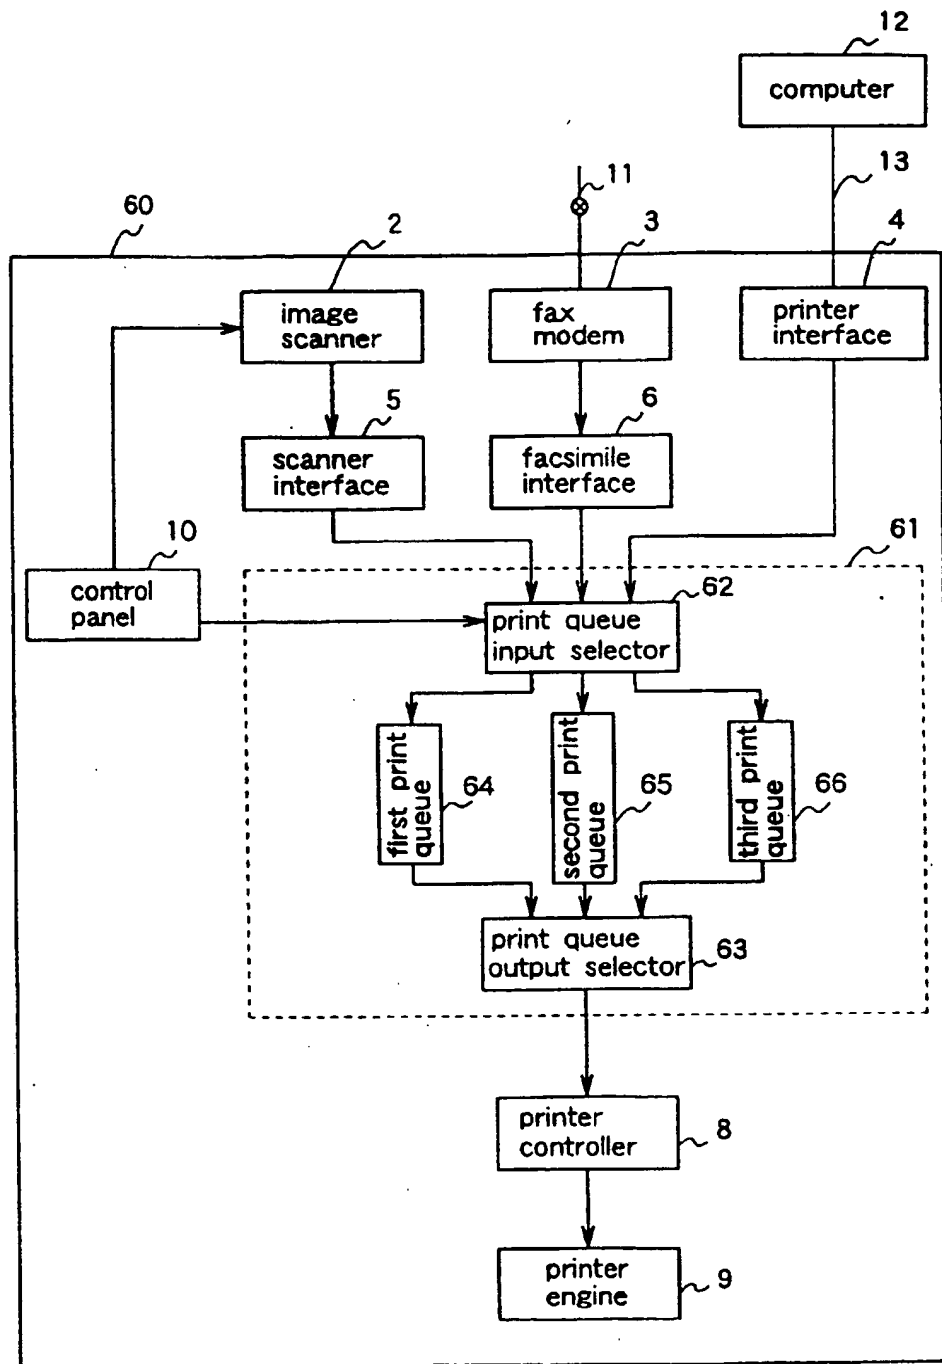 12
computer
13
11
60
2
3
4
image
scanner
fax
modem
printer
interface
5
6
scanner
interface
facsimile
interface
10
61
control
panel
62
print queue
input selector
first print
queue
64
second print
queue
65
third print
queue
66
print queue
output selector
63
printer
controller
8
printer
engine
9